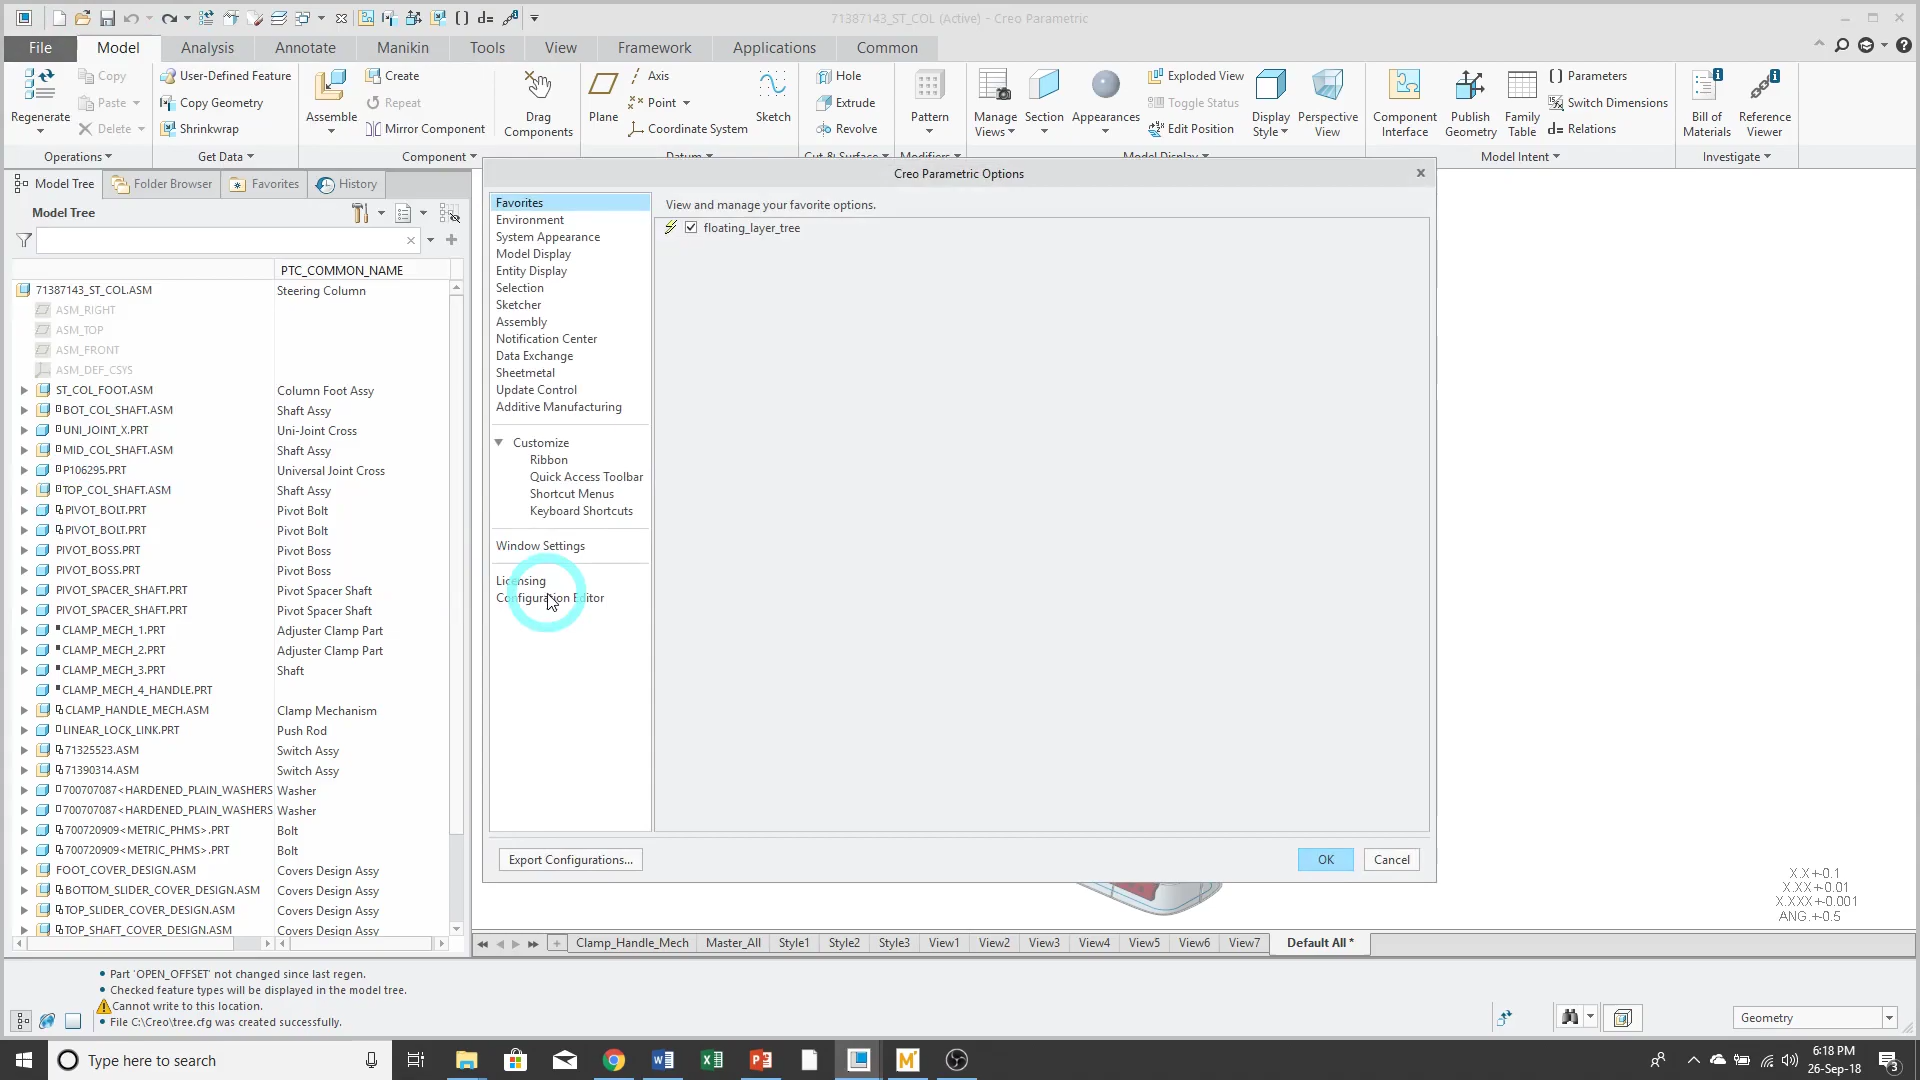 71387143_ST_COL (Active) - Creo Parametric
File Model Analysis Annotate Manikin Tools View Framework Applications Common
Regenerate
Copy
Paste
Delete
Operations
User-Defined Feature
Copy Geometry
Shrinkwrap
Get Data
Assemble
Create
Repeat
Mirror Component
Drag
Components
Component
Plane
Axis
Point
Coordinate System
Sketch
Datum
Hole
Extrude
Revolve
Cut & Surface
Pattern
Modifiers
Manage
Views
Section
Appearances
Exploded View
Toggle Status
Edit Position
Display
Style
Perspective
View
Model Display
Component
Interface
Publish
Geometry
Family
Table
Parameters
Switch Dimensions
d= Relations
Model Intent
Bill of
Materials
Reference
Viewer
Investigate
Model Tree Folder Browser Favorites History
Model Tree
PTC_COMMON_NAME
71387143_ST_COL.ASM Steering Column
ASM_RIGHT
ASM_TOP
ASM_FRONT
ASM_DEF_CSYS
ST_COL_FOOT.ASM Column Foot Assy
BOT_COL_SHAFT.ASM Shaft Assy
UNI_JOINT_X.PRT Uni-Joint Cross
MID_COL_SHAFT.ASM Shaft Assy
P106295.PRT Universal Joint Cross
TOP_COL_SHAFT.ASM Shaft Assy
PIVOT_BOLT.PRT Pivot Bolt
PIVOT_BOLT.PRT Pivot Bolt
PIVOT_BOSS.PRT Pivot Boss
PIVOT_BOSS.PRT Pivot Boss
PIVOT_SPACER_SHAFT.PRT Pivot Spacer Shaft
PIVOT_SPACER_SHAFT.PRT Pivot Spacer Shaft
CLAMP_MECH_1.PRT Adjuster Clamp Part
CLAMP_MECH_2.PRT Adjuster Clamp Part
CLAMP_MECH_3.PRT Shaft
CLAMP_MECH_4_HANDLE.PRT
CLAMP_HANDLE_MECH.ASM Clamp Mechanism
LINEAR_LOCK_LINK.PRT Push Rod
71325523.ASM Switch Assy
71390314.ASM Switch Assy
700707087<HARDENED_PLAIN_WASHERS Washer
700707087<HARDENED_PLAIN_WASHERS Washer
700720909<METRIC_PHMS>.PRT Bolt
700720909<METRIC_PHMS>.PRT Bolt
FOOT_COVER_DESIGN.ASM Covers Design Assy
BOTTOM_SLIDER_COVER_DESIGN.ASM Covers Design Assy
TOP_SLIDER_COVER_DESIGN.ASM Covers Design Assy
TOP_SHAFT_COVER_DESIGN.ASM Covers Design Assy
Creo Parametric Options
Favorites
Environment
System Appearance
Model Display
Entity Display
Selection
Sketcher
Assembly
Notification Center
Data Exchange
Sheetmetal
Update Control
Additive Manufacturing
Customize
Ribbon
Quick Access Toolbar
Shortcut Menus
Keyboard Shortcuts
Window Settings
Licensing
Configuration Editor
View and manage your favorite options.
floating_layer_tree
Export Configurations...
OK
Cancel
X.X+-0.1
X.XX+-0.01
X.XXX+-0.001
ANG.+-0.5
Clamp_Handle_Mech Master_All Style1 Style2 Style3 View1 View2 View3 View4 View5 View6 View7 Default All *
• Part 'OPEN_OFFSET' not changed since last regen.
• Checked feature types will be displayed in the model tree.
Cannot write to this location.
• File C:\Creo\tree.cfg was created successfully.
Geometry
Type here to search
6:18 PM
26-Sep-18
3